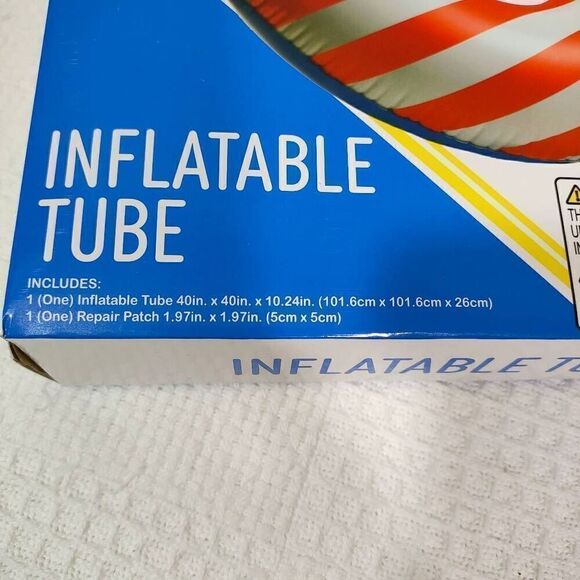 INFLATABLE
TUBE
INCLUDES:
1 (One) Inflatable Tube 40in. x 40in. x 10.24in. (101.6cm x 101.6cm x 26cm)
1 (One) Repair Patch 1.97in. x 1.97in. (5cm x 5cm)
INFLATABLE